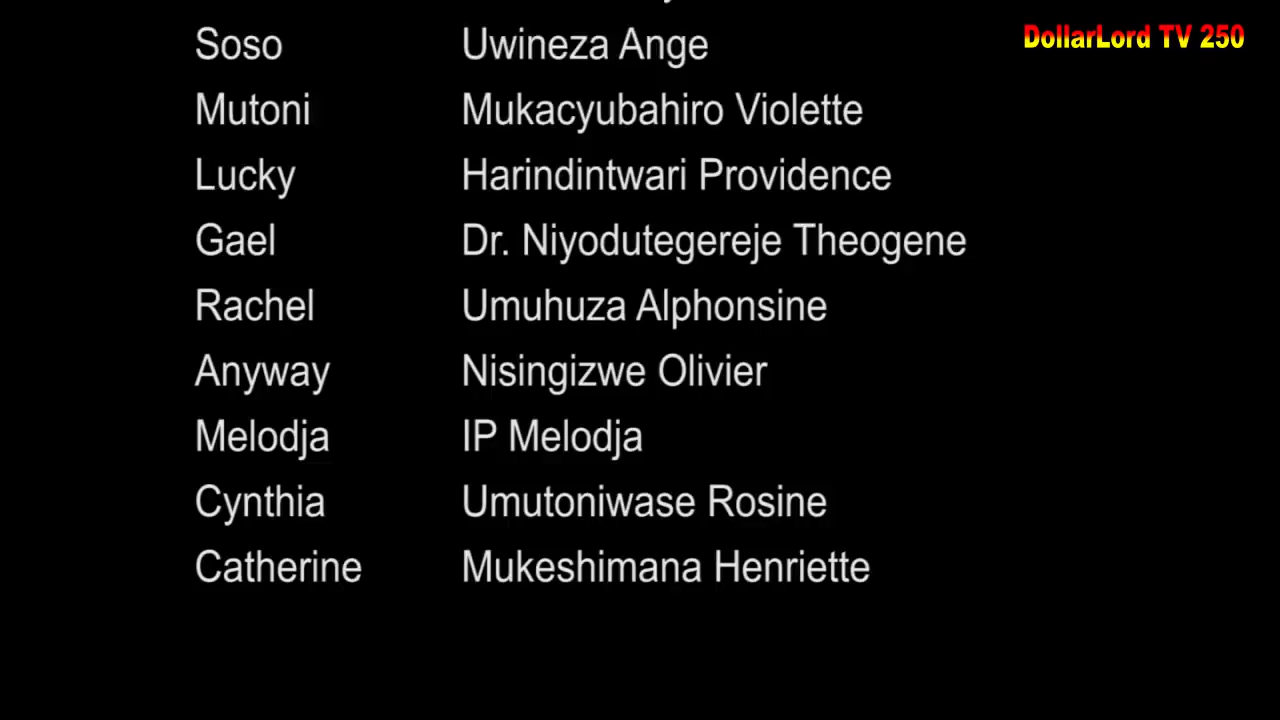 DollarLord TV 250
Soso Uwineza Ange
Mutoni Mukacyubahiro Violette
Lucky Harindintwari Providence
Gael Dr. Niyodutegereje Theogene
Rachel Umuhuza Alphonsine
Anyway Nisingizwe Olivier
Melodja IP Melodja
Cynthia Umutoniwase Rosine
Catherine Mukeshimana Henriette